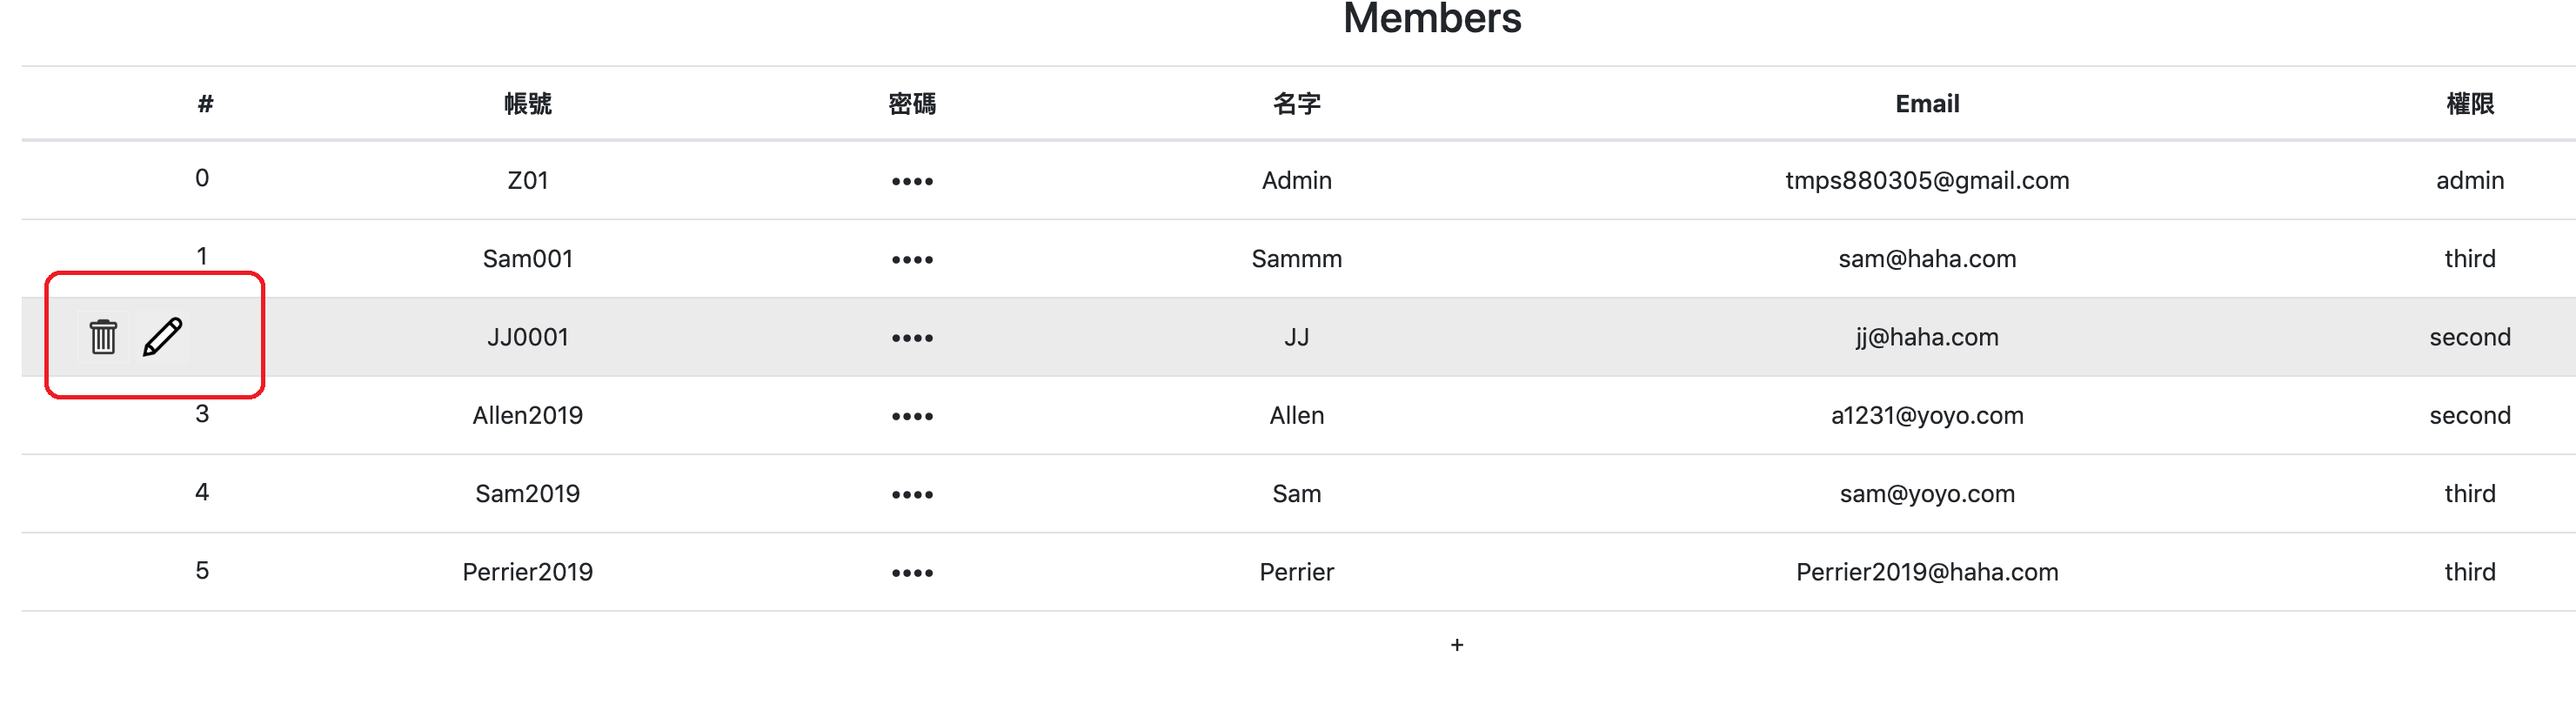 Members
# 帳號 密碼 名字 Email 權限
0 Z01 •••• Admin tmps880305@gmail.com admin
1 Sam001 •••• Sammm sam@haha.com third
JJ0001 •••• JJ jj@haha.com second
3 Allen2019 •••• Allen a1231@yoyo.com second
4 Sam2019 •••• Sam sam@yoyo.com third
5 Perrier2019 •••• Perrier Perrier2019@haha.com third
+